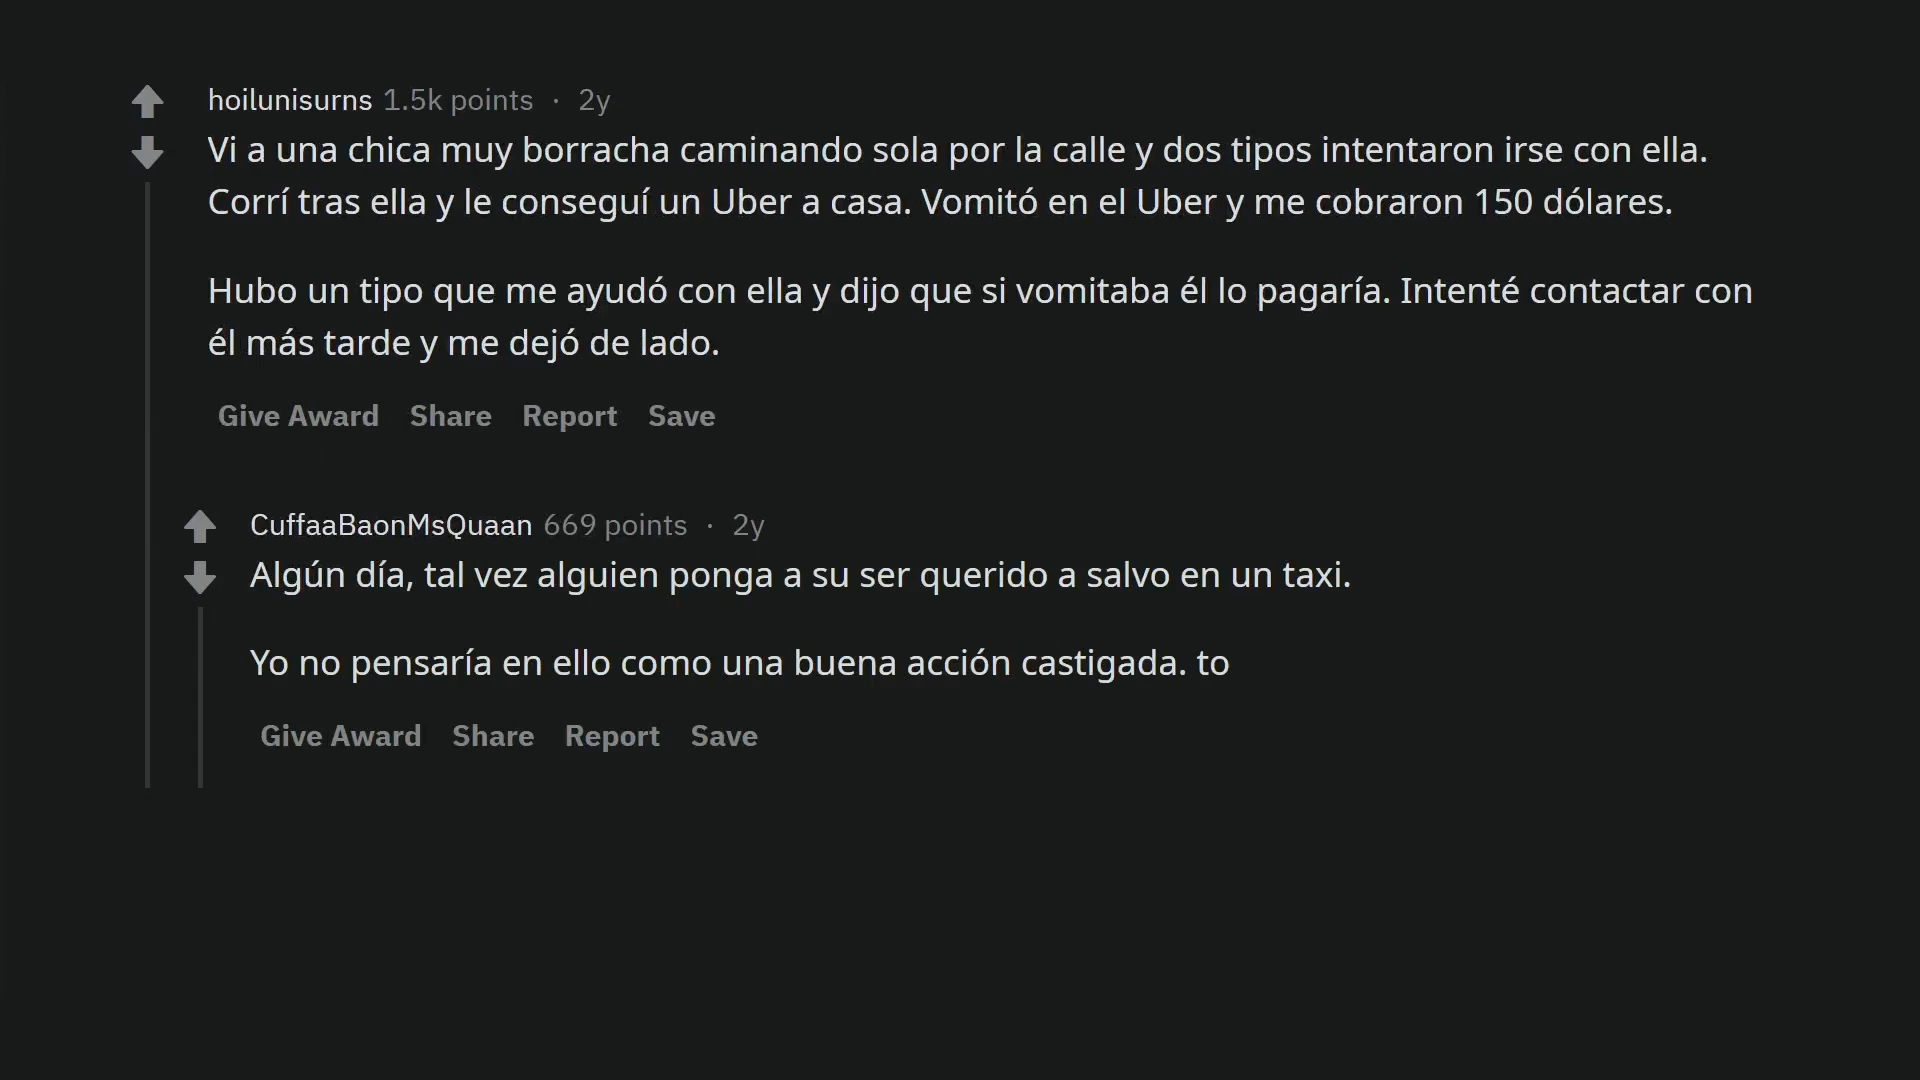 hoilunisurns 1.5k points · 2y
Vi a una chica muy borracha caminando sola por la calle y dos tipos intentaron irse con ella.
Corrí tras ella y le conseguí un Uber a casa. Vomitó en el Uber y me cobraron 150 dólares.
Hubo un tipo que me ayudó con ella y dijo que si vomitaba él lo pagaría. Intenté contactar con
él más tarde y me dejó de lado.
Give Award Share Report Save
CuffaaBaonMsQuaan 669 points · 2y
Algún día, tal vez alguien ponga a su ser querido a salvo en un taxi.
Yo no pensaría en ello como una buena acción castigada. to
Give Award Share Report Save